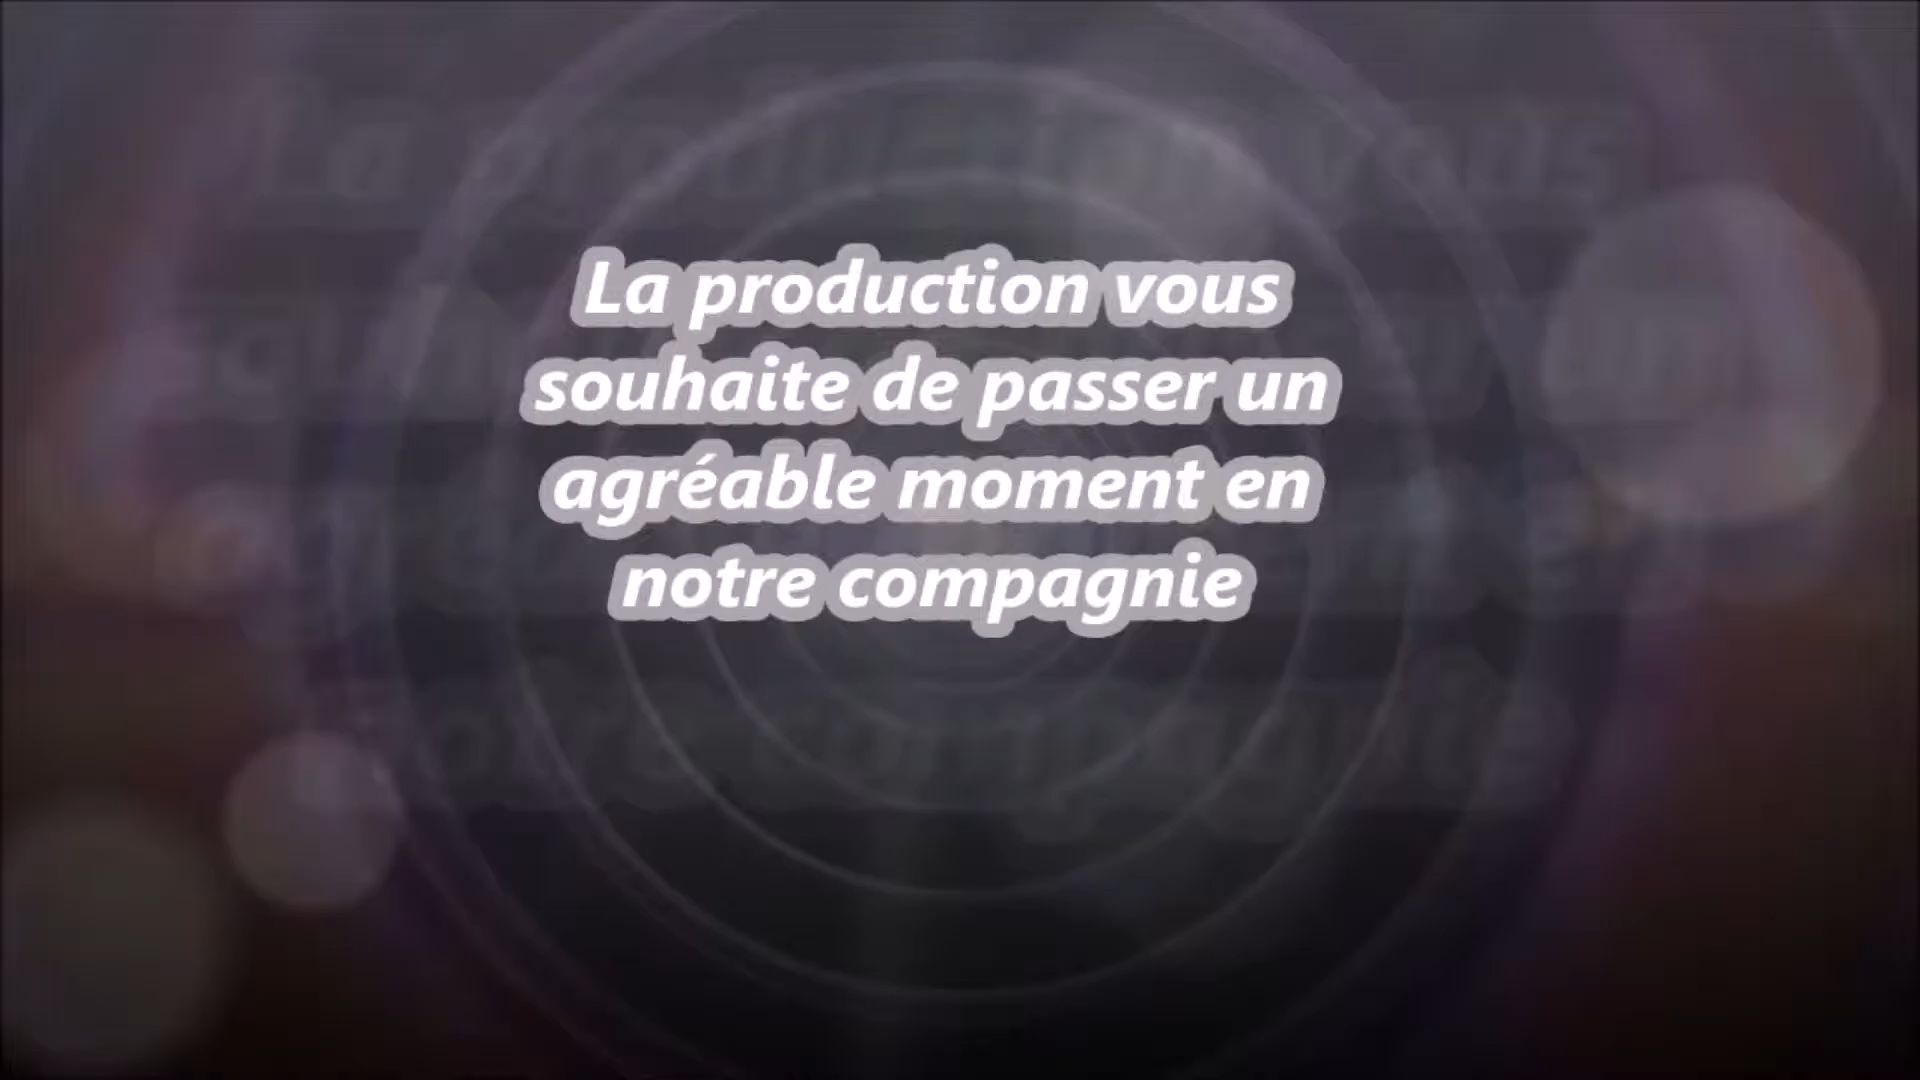 La production vous
souhaite de passer un
agréable moment en
notre compagnie